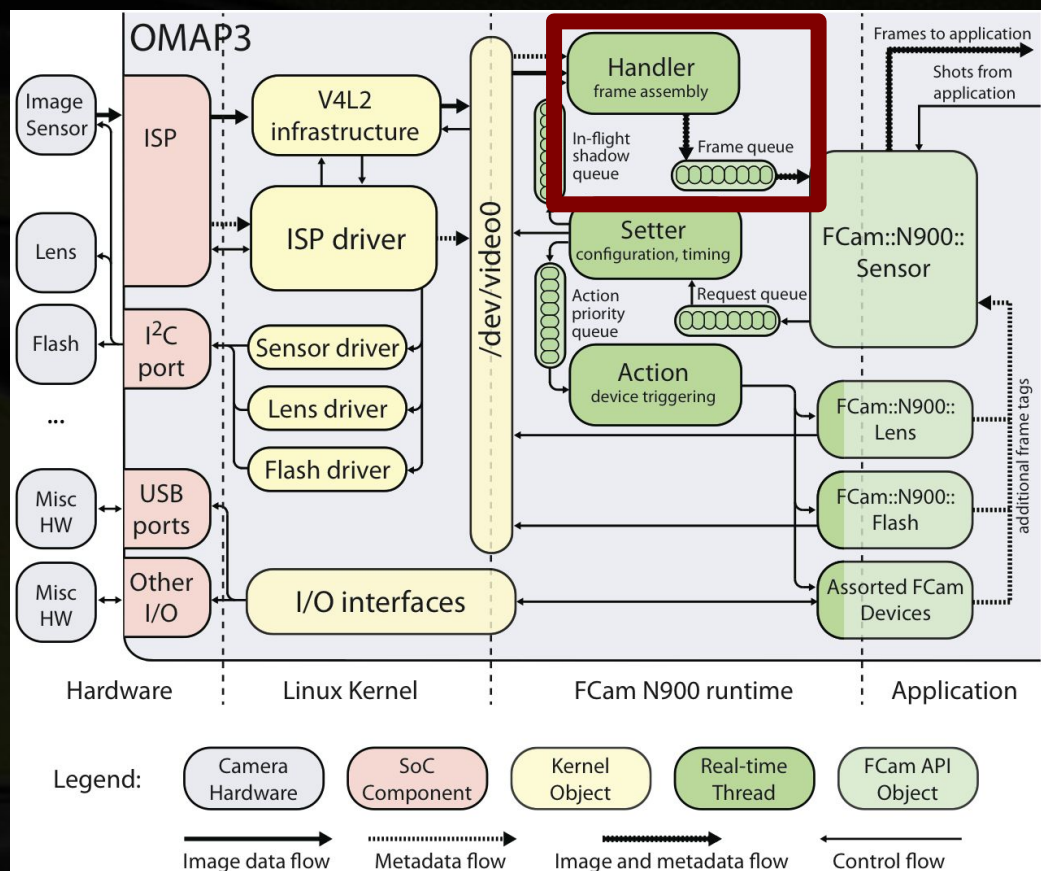 OMAP3
Image
Sensor
Lens
Flash
...
Misc
HW
Misc
HW
ISP
I²C
port
USB
ports
Other
I/O
V4L2
infrastructure
ISP driver
Sensor driver
Lens driver
Flash driver
I/O interfaces
/dev/video0
Handler
frame assembly
In-flight
shadow
queue
Frame queue
Setter
configuration, timing
Action
priority
queue
Request queue
Action
device triggering
Frames to application
Shots from
application
FCam::N900::
Sensor
FCam::N900::
Lens
FCam::N900::
Flash
Assorted FCam
Devices
additional frame tags
Hardware
Linux Kernel
FCam N900 runtime
Application
Legend:
Camera
Hardware
SoC
Component
Kernel
Object
Real-time
Thread
FCam API
Object
Image data flow
Metadata flow
Image and metadata flow
Control flow